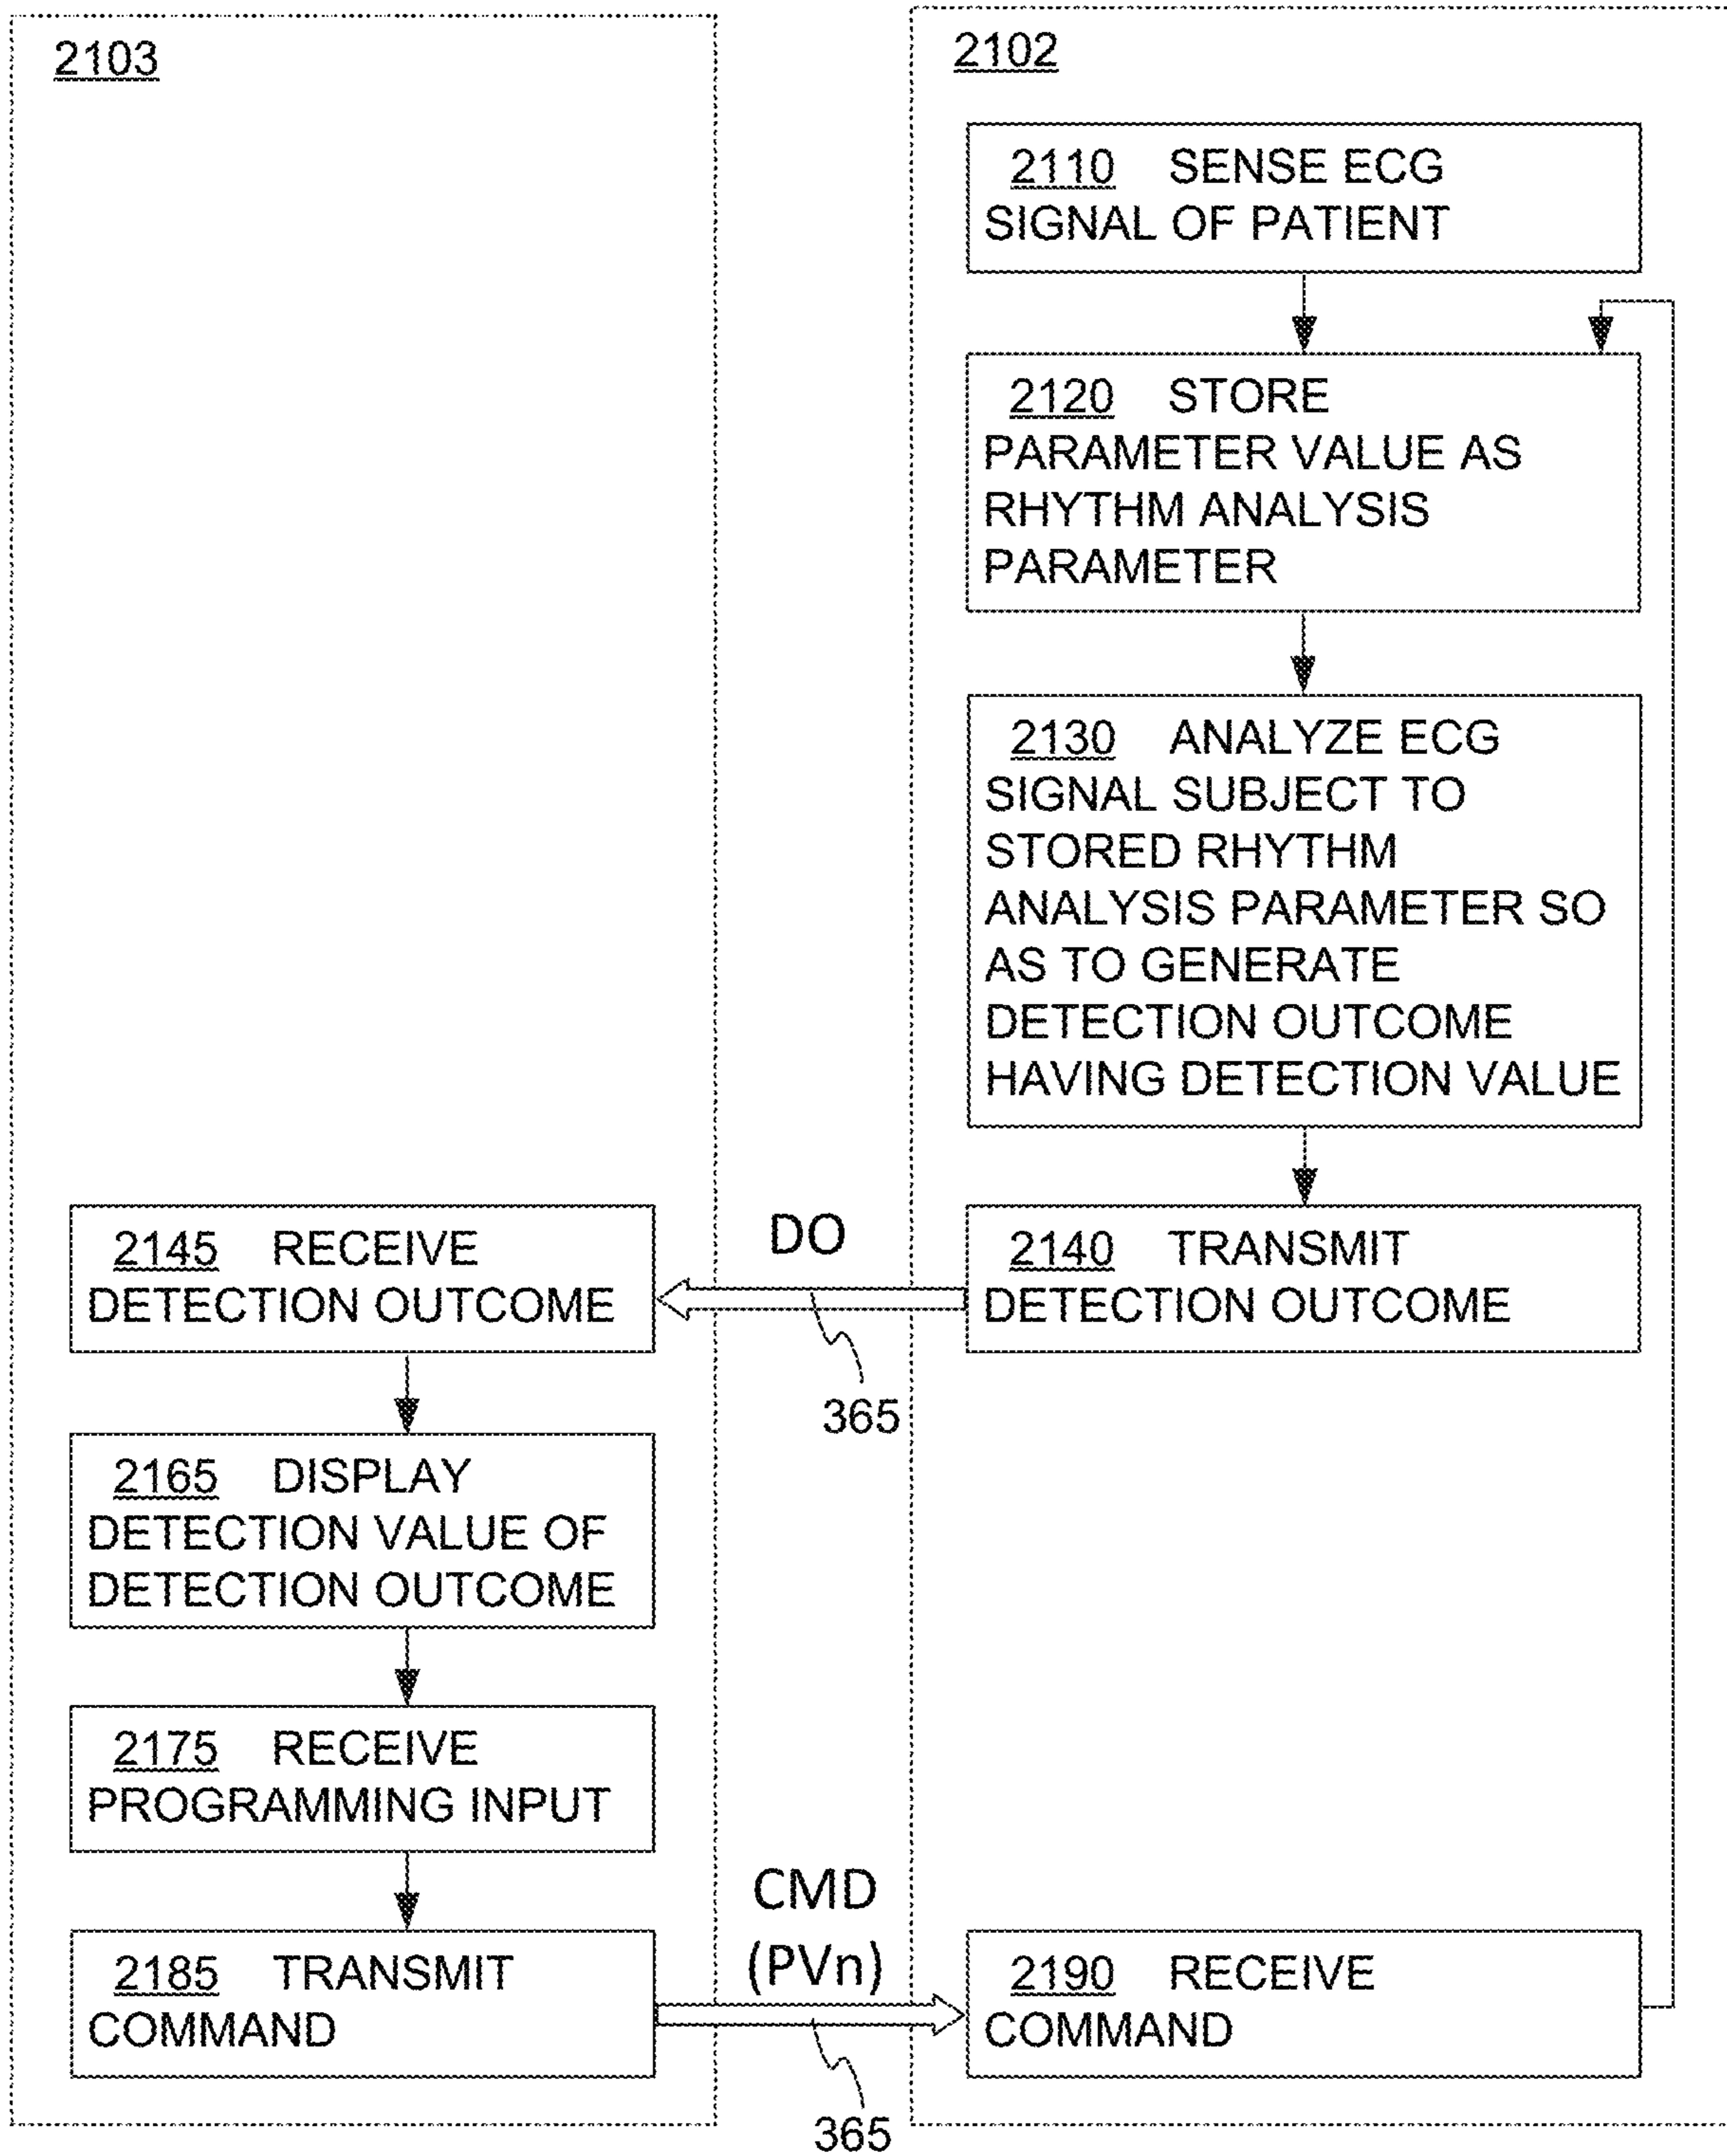 2103
2102
2110 SENSE ECG
SIGNAL OF PATIENT
2120 STORE
PARAMETER VALUE AS
RHYTHM ANALYSIS
PARAMETER
2130 ANALYZE ECG
SIGNAL SUBJECT TO
STORED RHYTHM
ANALYSIS PARAMETER SO
AS TO GENERATE
DETECTION OUTCOME
HAVING DETECTION VALUE
2140 TRANSMIT
DETECTION OUTCOME
DO
365
2145 RECEIVE
DETECTION OUTCOME
2165 DISPLAY
DETECTION VALUE OF
DETECTION OUTCOME
2175 RECEIVE
PROGRAMMING INPUT
2185 TRANSMIT
COMMAND
CMD
(PVn)
365
2190 RECEIVE
COMMAND